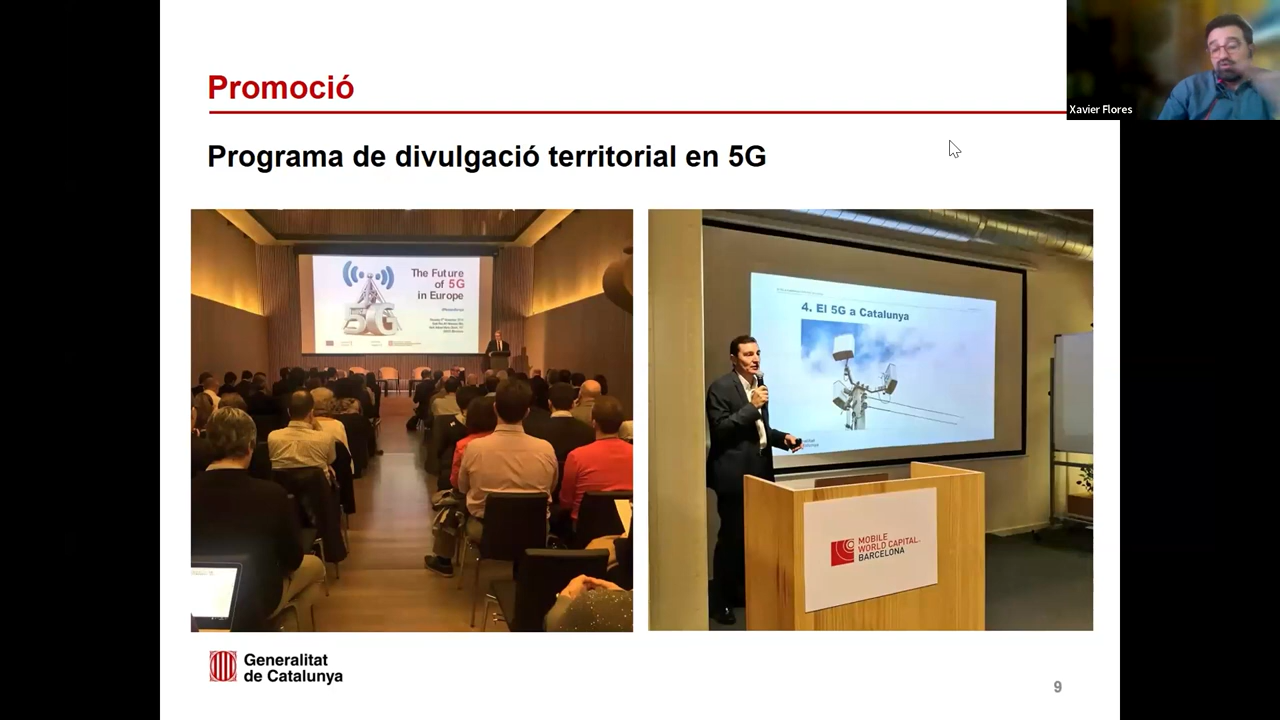 Promoció
Xavier Flores
Programa de divulgació territorial en 5G
The Future
of 5G
in Europe
5G
4. El 5G a Catalunya
MOBILE
WORLD CAPITAL.
BARCELONA
Generalitat
de Catalunya
9